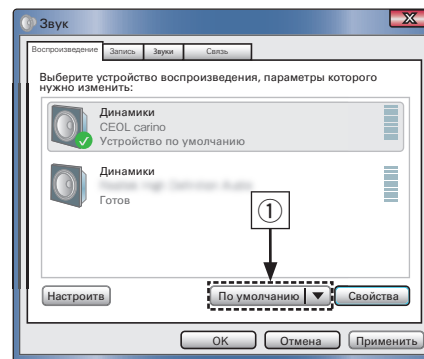 Звук
Воспроизведение Запись Звуки Связь
Выберите устройство воспроизведения, параметры которого
нужно изменить:
Динамики
CEOL carino
Устройство по умолчанию
Динамики
Готов
1
Настроитв По умолчанию Свойства
OK Отмена Применить